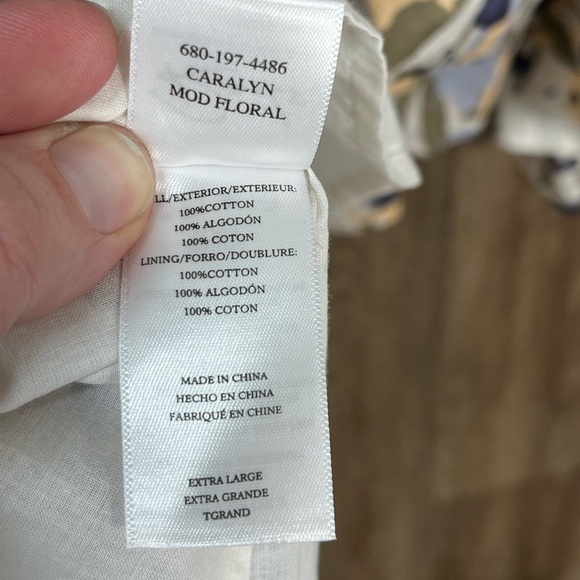 680-197-4486
CARALYN
MOD FLORAL
LL/EXTERIOR/EXTERIEUR:
100%COTTON
100% ALGODÓN
100% COTON
LINING/FORRO/DOUBLURE:
100%COTTON
100% ALGODÓN
100% COTON
MADE IN CHINA
HECHO EN CHINA
FABRIQUÉ EN CHINE
EXTRA LARGE
EXTRA GRANDE
TGRAND